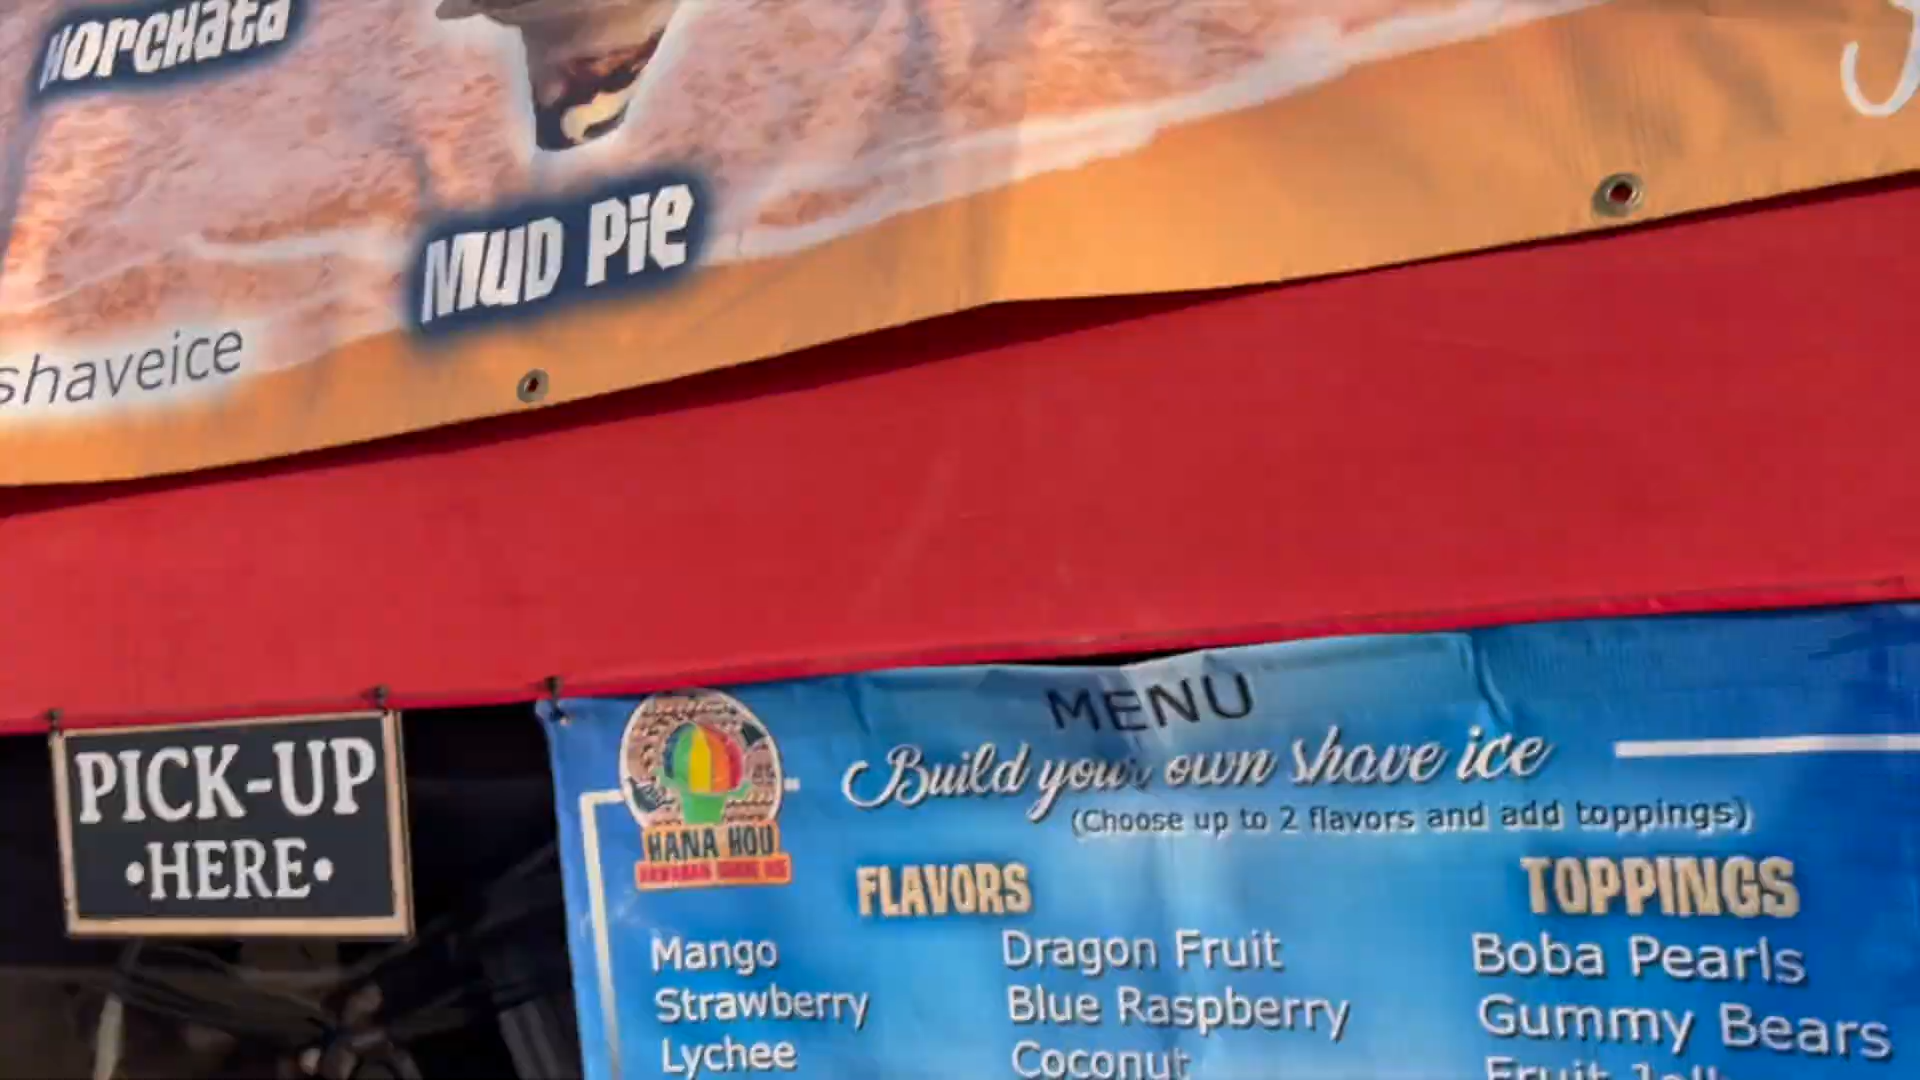 Horchata
MUD Pie
shaveice
PICK-UP
•HERE•
MENU
Build your own shave ice
(Choose up to 2 flavors and add toppings)
HANA HOU
FLAVORS
Mango
Strawberry
Lychee
Dragon Fruit
Blue Raspberry
Coconut
TOPPINGS
Boba Pearls
Gummy Bears
Fruit